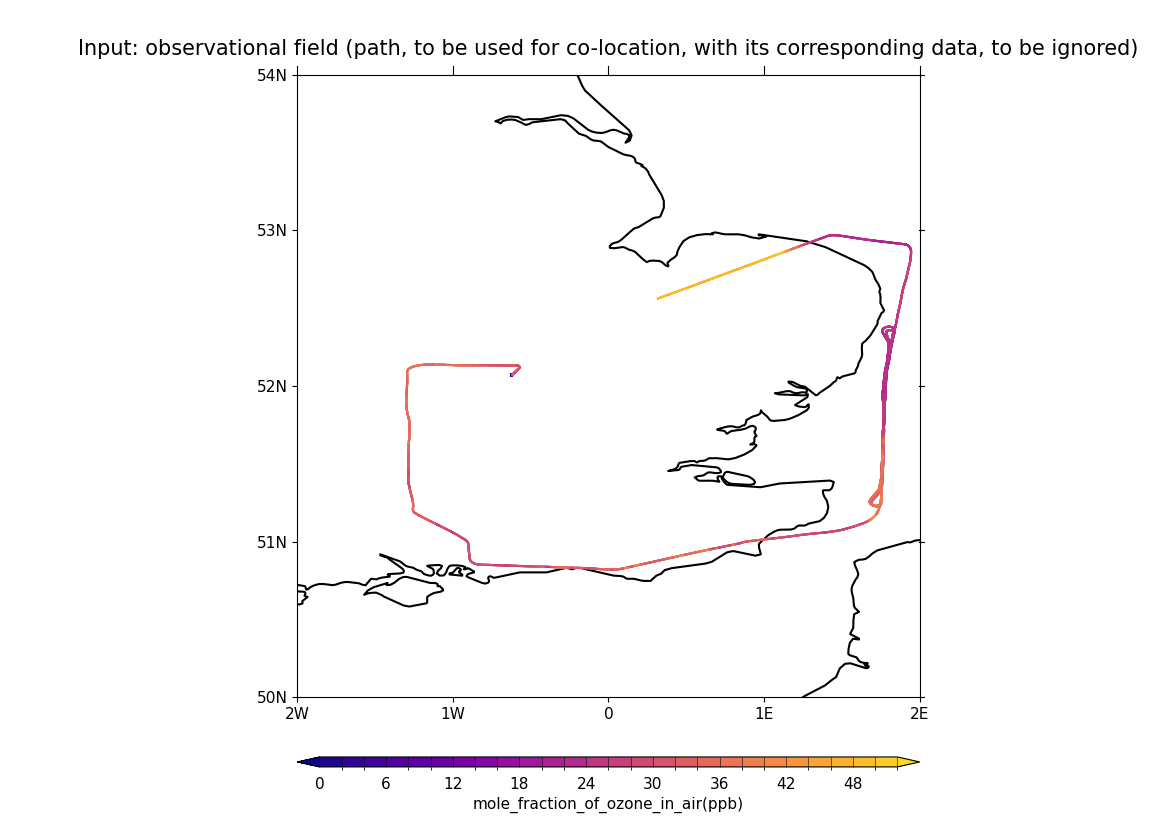 Input: observational field (path, to be used for co-location, with its corresponding data, to be ignored)
54N
53N
52N
51N
50N
2W 1W 0 1E 2E
0 6 12 18 24 30 36 42 48
mole_fraction_of_ozone_in_air(ppb)